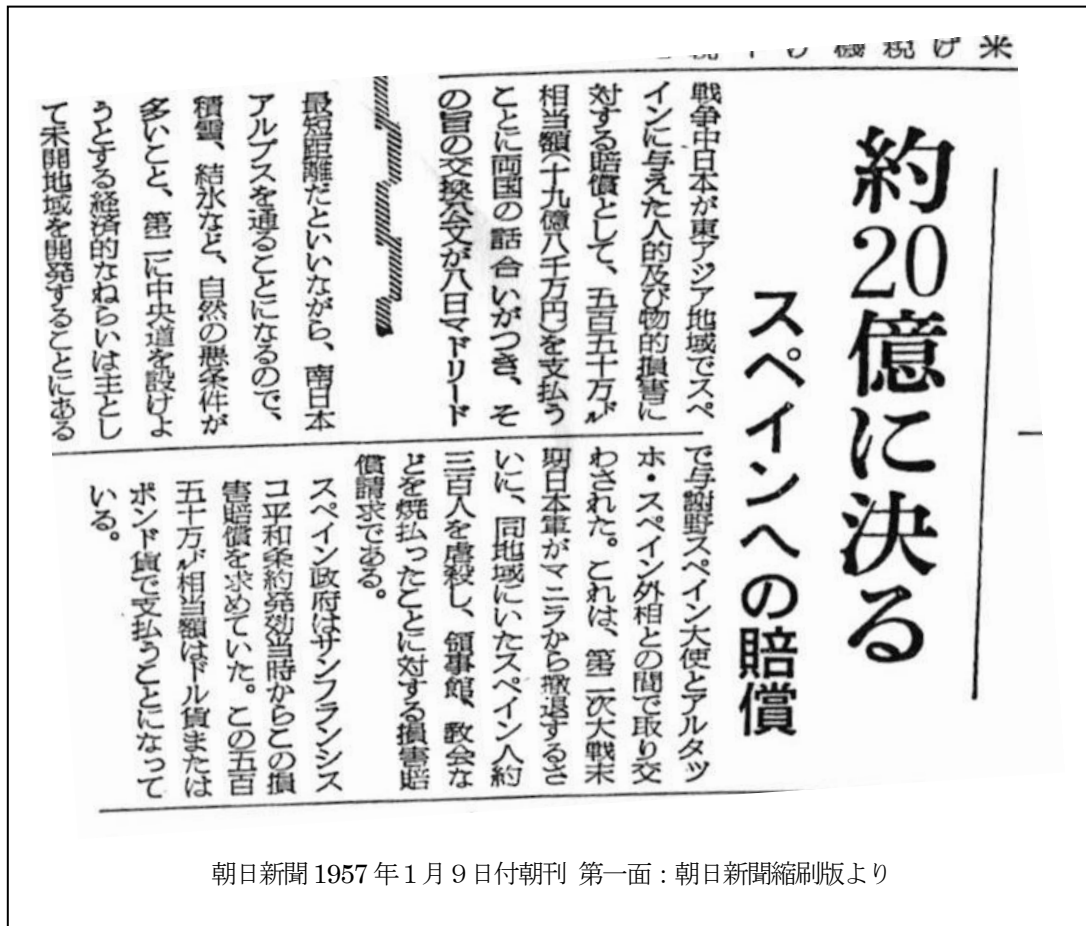 約20億に決る
スペインへの賠償
戦争中日本が東アジア地域でスペ
インに与えた人的及び物的損害に
対する賠償として、五百五十万㌦
相当額(十九億八千万円)を支払う
ことに両国の話合いがつき、そ
の旨の交換公文が八日マドリード
で与謝野スペイン大使とアルタッ
ホ・スペイン外相との間で取り交
わされた。これは、第二次大戦末
期日本軍がマニラから撤退するさ
いに、同地域にいたスペイン人約
三百人を虐殺し、領事館、教会な
どを焼払ったことに対する損害賠
償請求である。
スペイン政府はサンフランシス
コ平和条約発効当時からこの損
害賠償を求めていた。この五百
五十万㌦相当額はドル貨または
ポンド貨で支払うことになって
いる。
最短距離だといいながら、南日本
アルプスを通ることになるので、
積雪、結氷など、自然の悪条件が
多いことと、第二に中央道を設けよ
うとする経済的なねらいは主とし
て未開地域を開発することにある
朝日新聞 1957 年１月９日付朝刊 第一面：朝日新聞縮刷版より